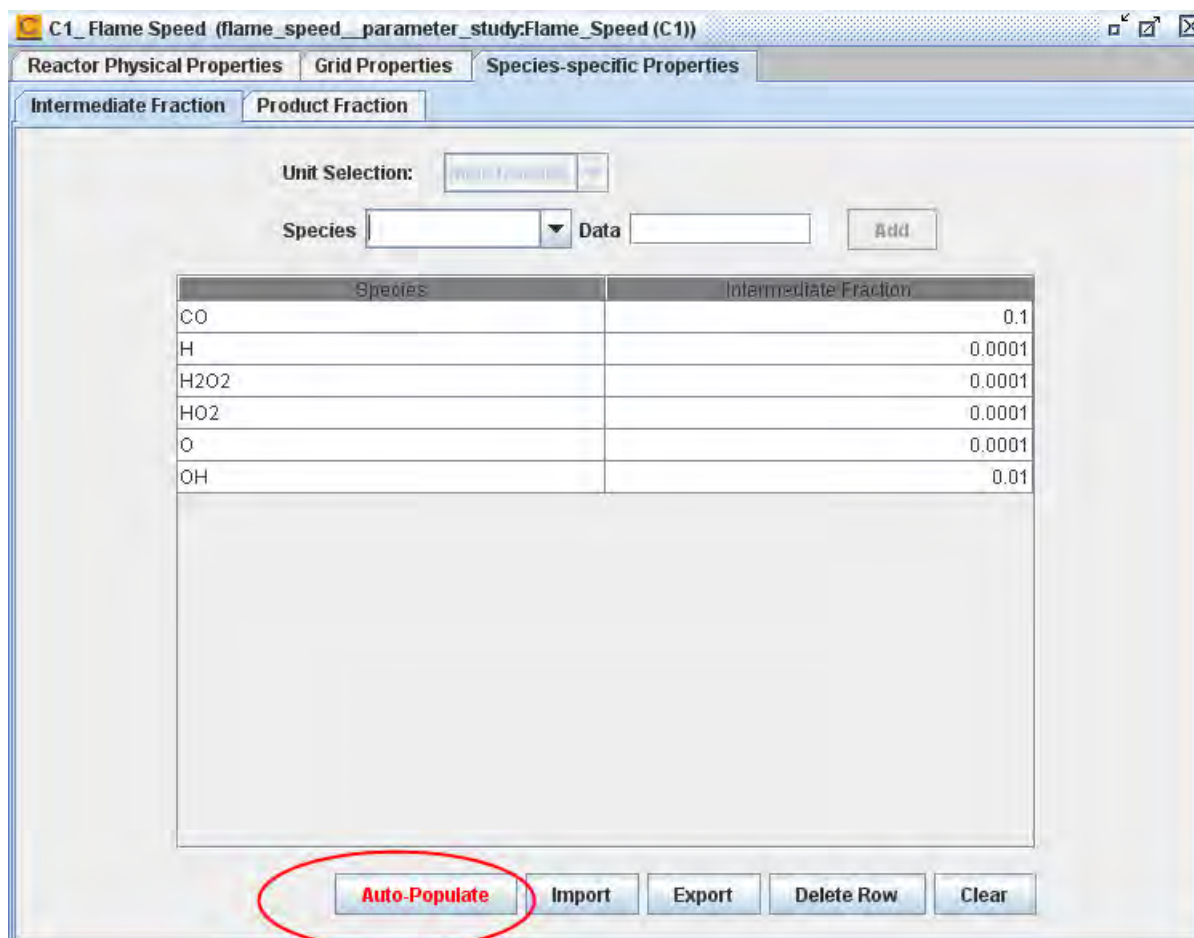 C1_ Flame Speed (flame_speed__parameter_study:Flame_Speed (C1))
Reactor Physical Properties Grid Properties Species-specific Properties
Intermediate Fraction Product Fraction
Unit Selection:
Species Data Add
Species Intermediate Fraction
CO 0.1
H 0.0001
H2O2 0.0001
HO2 0.0001
O 0.0001
OH 0.01
Auto-Populate Import Export Delete Row Clear